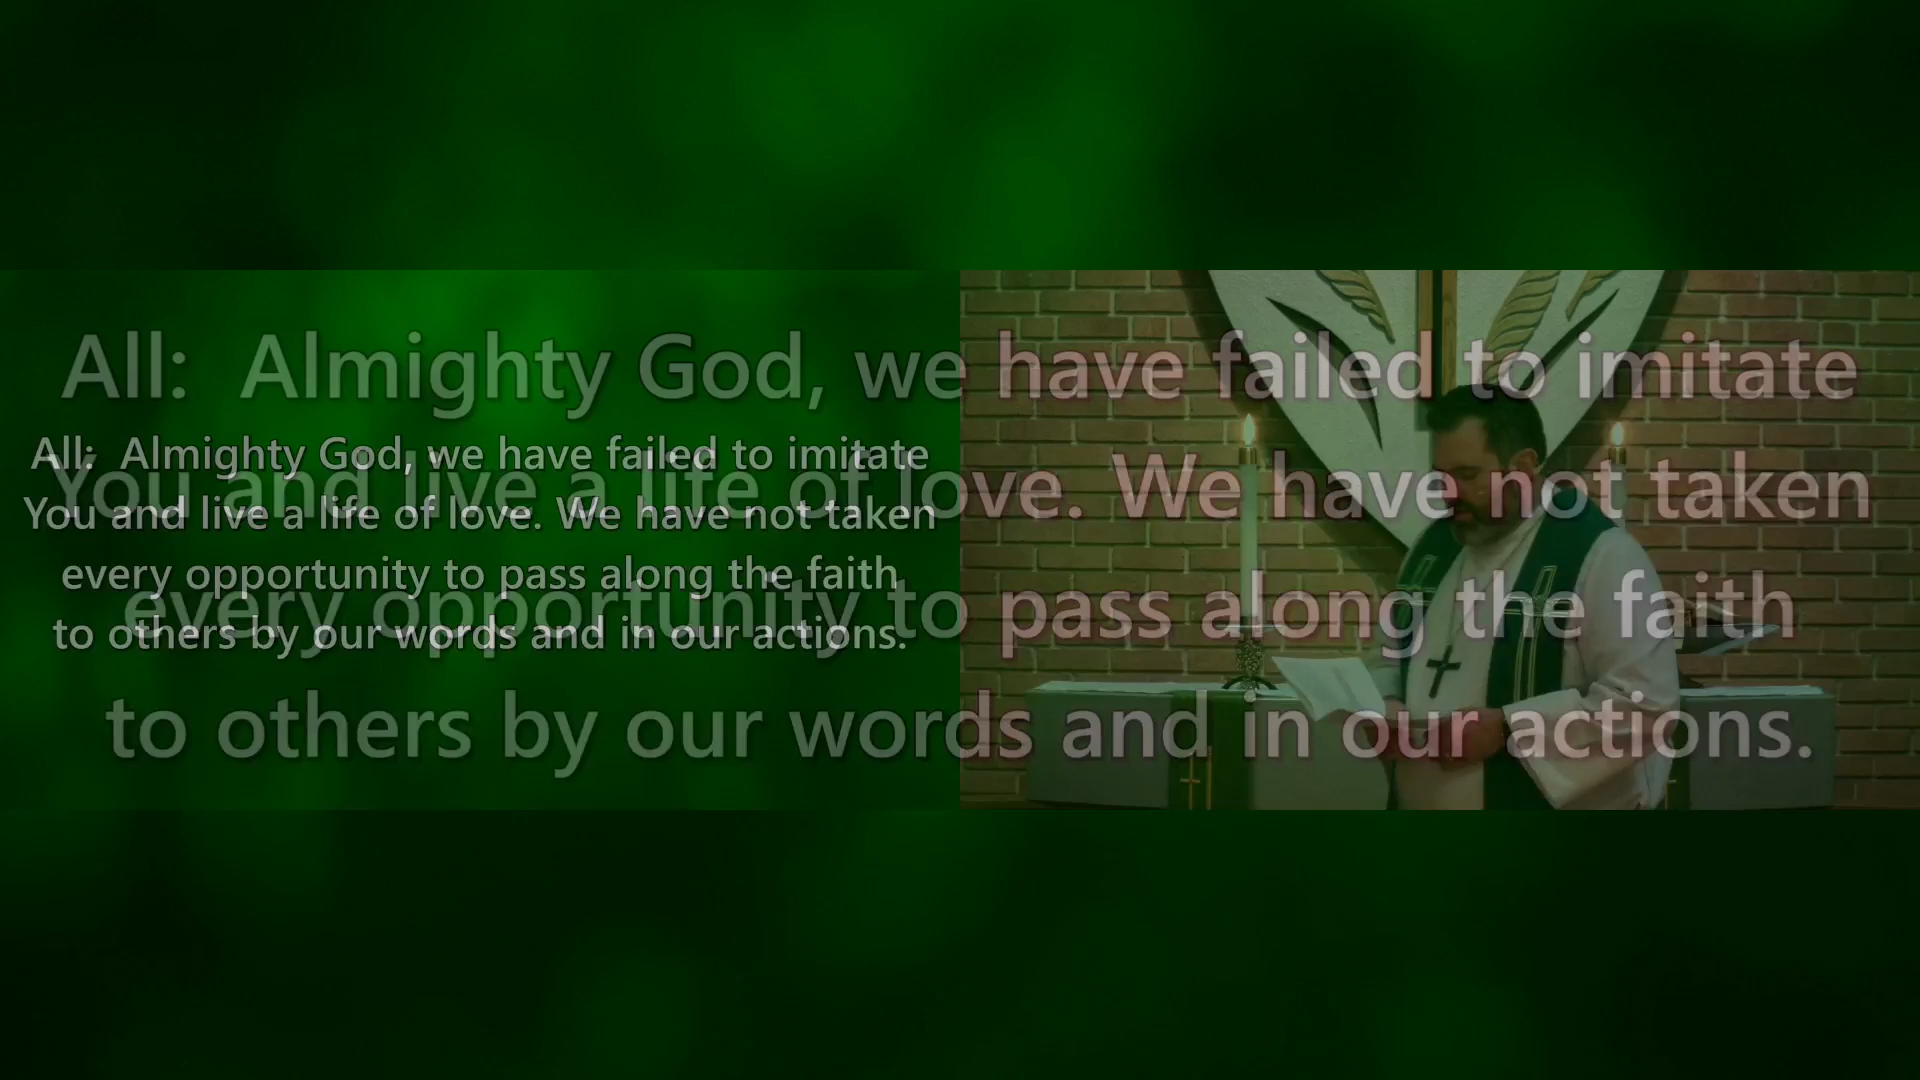 All: Almighty God, we have failed to imitate
You and live a life of love. We have not taken
every opportunity to pass along the faith
to others by our words and in our actions.
All: Almighty God, we have failed to imitate
You and live a life of love. We have not taken
every opportunity to pass along the faith
to others by our words and in our actions.